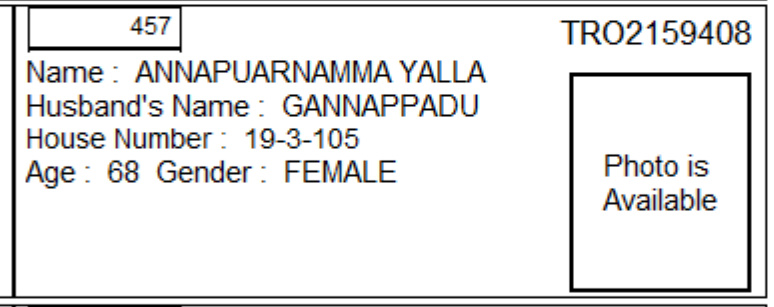 457
TRO2159408
Name : ANNAPUARNAMMA YALLA
Husband's Name : GANNAPPADU
House Number : 19-3-105
Age : 68 Gender : FEMALE
Photo is
Available